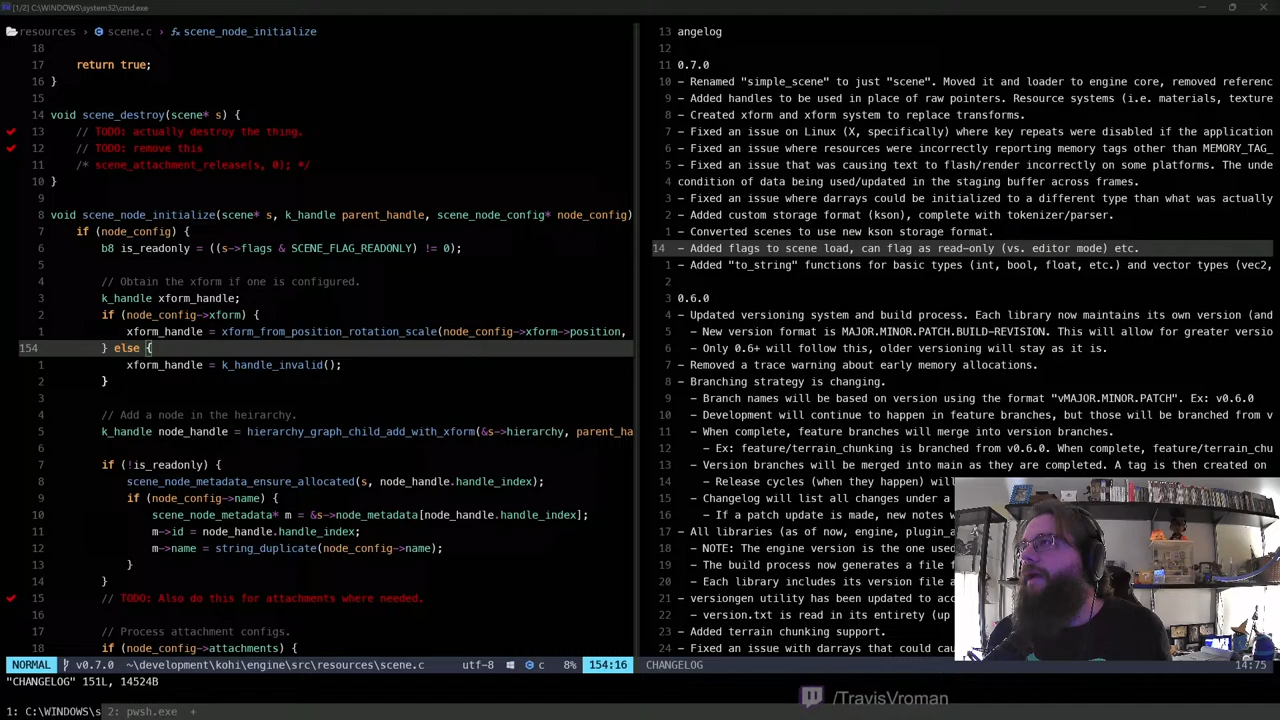 [1/2] C:\WINDOWS\system32\cmd.exe
resources > scene.c > scene_node_initialize
18
17 return true;
16 }
15
14 void scene_destroy(scene* s) {
13 // TODO: actually destroy the thing.
12 // TODO: remove this
11 /* scene_attachment_release(s, 0); */
10 }
9
8 void scene_node_initialize(scene* s, k_handle parent_handle, scene_node_config* node_config)
7 if (node_config) {
6 b8 is_readonly = ((s->flags & SCENE_FLAG_READONLY) != 0);
5
4 // Obtain the xform if one is configured.
3 k_handle xform_handle;
2 if (node_config->xform) {
1 xform_handle = xform_from_position_rotation_scale(node_config->xform->position,
154 } else {
1 xform_handle = k_handle_invalid();
2 }
3
4 // Add a node in the heirarchy.
5 k_handle node_handle = hierarchy_graph_child_add_with_xform(&s->hierarchy, parent_ha
6
7 if (!is_readonly) {
8 scene_node_metadata_ensure_allocated(s, node_handle.handle_index);
9 if (node_config->name) {
10 scene_node_metadata* m = &s->node_metadata[node_handle.handle_index];
11 m->id = node_handle.handle_index;
12 m->name = string_duplicate(node_config->name);
13 }
14 }
15 // TODO: Also do this for attachments where needed.
16
17 // Process attachment configs.
18 if (node_config->attachments) {
NORMAL v0.7.0 ~\development\kohi\engine\src\resources\scene.c utf-8 c 8% 154:16
"CHANGELOG" 151L, 14524B
1: C:\WINDOWS\s 2: pwsh.exe +
13 angelog
12
11 0.7.0
10 - Renamed "simple_scene" to just "scene". Moved it and loader to engine core, removed referenc
9 - Added handles to be used in place of raw pointers. Resource systems (i.e. materials, texture
8 - Created xform and xform system to replace transforms.
7 - Fixed an issue on Linux (X, specifically) where key repeats were disabled if the application
6 - Fixed an issue where resources were incorrectly reporting memory tags other than MEMORY_TAG_
5 - Fixed an issue that was causing text to flash/render incorrectly on some platforms. The unde
4 condition of data being used/updated in the staging buffer across frames.
3 - Fixed an issue where darrays could be initialized to a different type than what was actually
2 - Added custom storage format (kson), complete with tokenizer/parser.
1 - Converted scenes to use new kson storage format.
14 - Added flags to scene load, can flag as read-only (vs. editor mode) etc.
1 - Added "to_string" functions for basic types (int, bool, float, etc.) and vector types (vec2,
2
3 0.6.0
4 - Updated versioning system and build process. Each library now maintains its own version (and
5 - New version format is MAJOR.MINOR.PATCH.BUILD-REVISION. This will allow for greater versio
6 - Only 0.6+ will follow this, older versioning will stay as it is.
7 - Removed a trace warning about early memory allocations.
8 - Branching strategy is changing.
9 - Branch names will be based on version using the format "vMAJOR.MINOR.PATCH". Ex: v0.6.0
10 - Development will continue to happen in feature branches, but those will be branched from v
11 - When complete, feature branches will merge into version branches.
12 - Ex: feature/terrain_chunking is branched from v0.6.0. When complete, feature/terrain_chu
13 - Version branches will be merged into main as they are completed. A tag is then created on
14 - Release cycles (when they happen) will
15 - Changelog will list all changes under a
16 - If a patch update is made, new notes w
17 - All libraries (as of now, engine, plugin_a
18 - NOTE: The engine version is the one used
19 - The build process now generates a file f
20 - Each library includes its version file a
21 - versiongen utility has been updated to acc
22 - version.txt is read in its entirety (up
23 - Added terrain chunking support.
24 - Fixed an issue with darrays that could cau
CHANGELOG 14:75
/TravisVroman